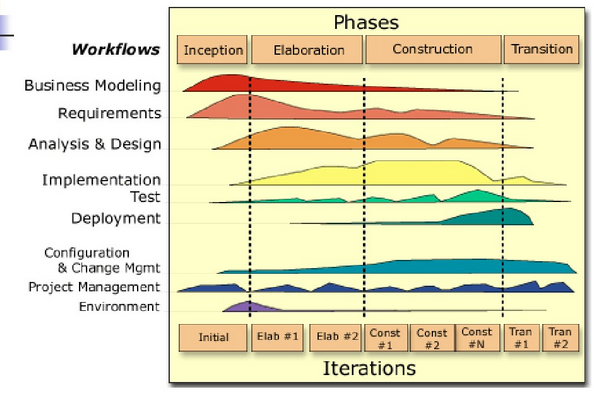 Phases
Workflows
Inception
Elaboration
Construction
Transition
Business Modeling
Requirements
Analysis & Design
Implementation
Test
Deployment
Configuration
& Change Mgmt
Project Management
Environment
Initial
Elab #1
Elab #2
Const
#1
Const
#2
Const
#N
Tran
#1
Tran
#2
Iterations